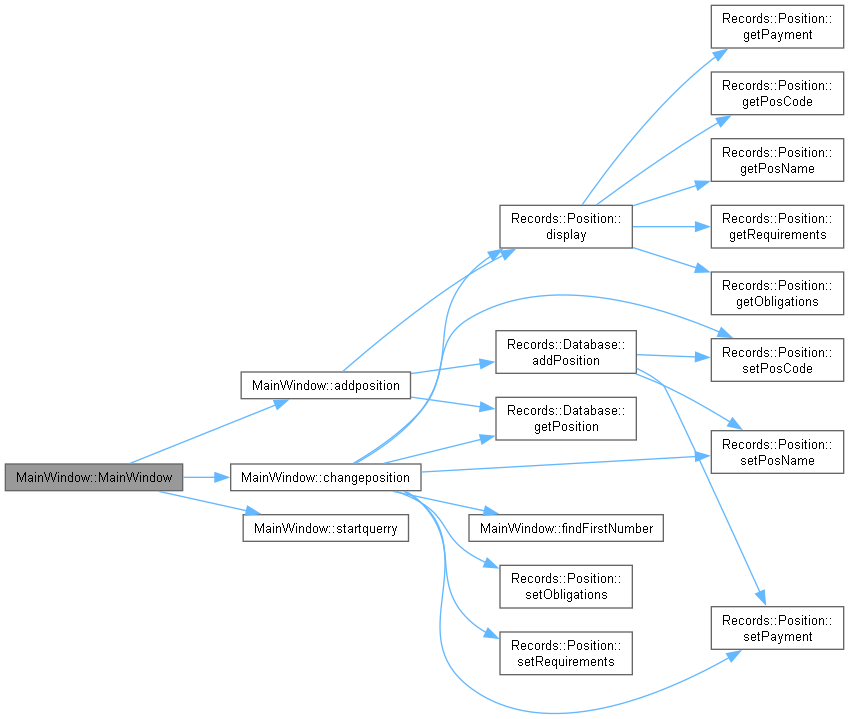 Records::Position::
getPayment
Records::Position::
getPosCode
Records::Position::
getPosName
Records::Position::
display
Records::Position::
getRequirements
Records::Position::
getObligations
Records::Database::
addPosition
Records::Position::
setPosCode
MainWindow::addposition
Records::Database::
getPosition
Records::Position::
setPosName
MainWindow::MainWindow
MainWindow::changeposition
MainWindow::startquerry
MainWindow::findFirstNumber
Records::Position::
setObligations
Records::Position::
setPayment
Records::Position::
setRequirements